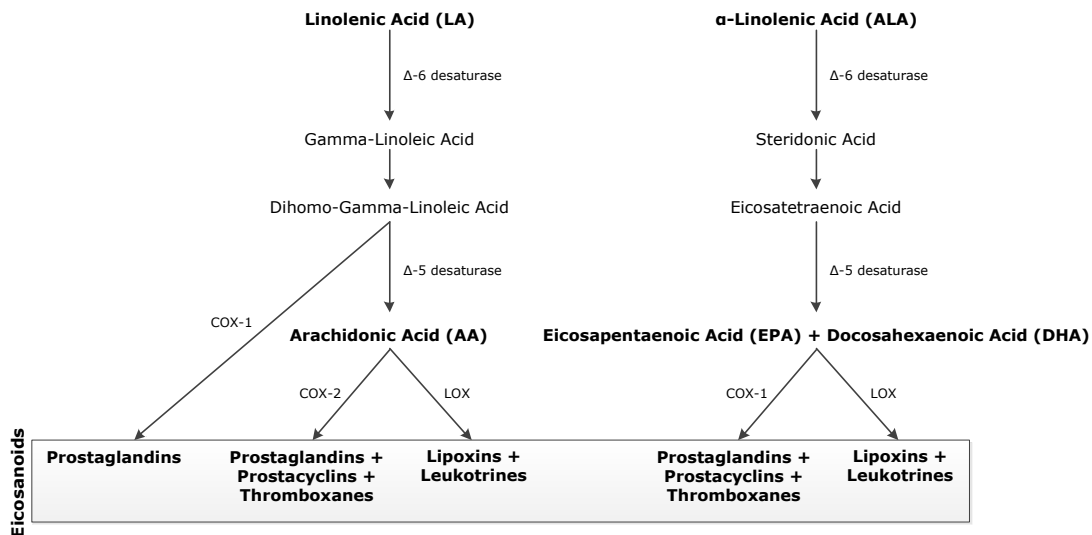 Linolenic Acid (LA)
α-Linolenic Acid (ALA)
Δ-6 desaturase
Δ-6 desaturase
Gamma-Linoleic Acid
Steridonic Acid
Dihomo-Gamma-Linoleic Acid
Eicosatetraenoic Acid
Δ-5 desaturase
Δ-5 desaturase
COX-1
Arachidonic Acid (AA)
Eicosapentaenoic Acid (EPA) + Docosahexaenoic Acid (DHA)
COX-2
LOX
COX-1
LOX
Eicosanoids
Prostaglandins
Prostaglandins +
Prostacyclins +
Thromboxanes
Lipoxins +
Leukotrines
Prostaglandins +
Prostacyclins +
Thromboxanes
Lipoxins +
Leukotrines